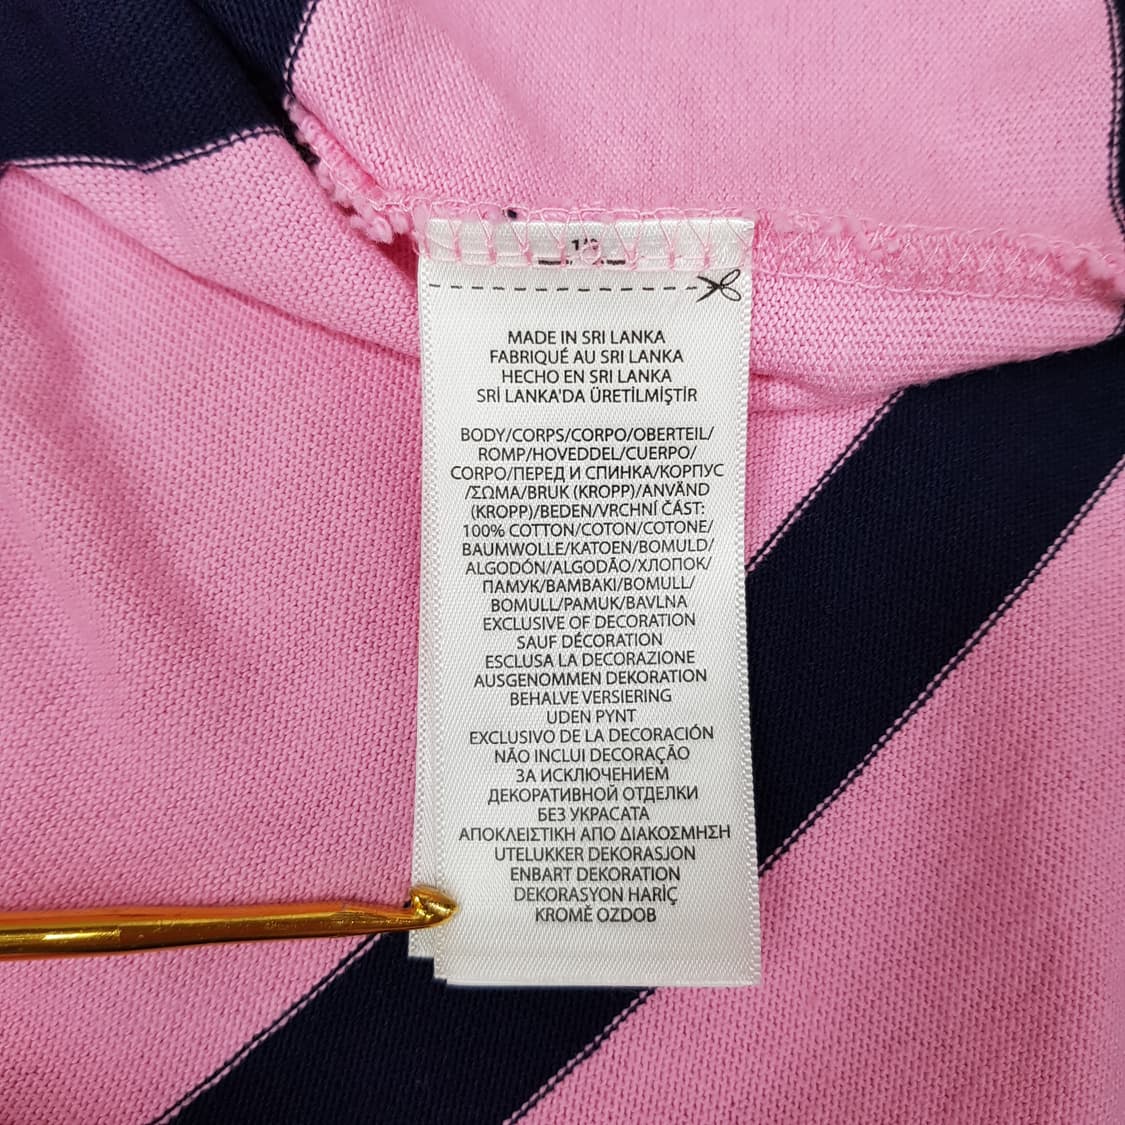 MADE IN SRI LANKA
FABRIQUÉ AU SRI LANKA
HECHO EN SRI LANKA
SRİ LANKA'DA ÜRETİLMİŞTİR
BODY/CORPS/CORPO/OBERTEIL/
ROMP/HOVEDDEL/CUERPO/
CORPO/ПЕРЕД И СПИНКА/КОРПУС
/ΣΩΜΑ/BRUK (KROPP)/ANVÄND
(KROPP)/BEDEN/VRCHNÍ ČÁST:
100% COTTON/COTON/COTONE/
BAUMWOLLE/KATOEN/BOMULD/
ALGODÓN/ALGODÃO/ХЛОПОК/
ПАМУК/ΒΑΜΒΑΚΙ/BOMULL/
BOMULL/PAMUK/BAVLNA
EXCLUSIVE OF DECORATION
SAUF DÉCORATION
ESCLUSA LA DECORAZIONE
AUSGENOMMEN DEKORATION
BEHALVE VERSIERING
UDEN PYNT
EXCLUSIVO DE LA DECORACIÓN
NÃO INCLUI DECORAÇÃO
ЗА ИСКЛЮЧЕНИЕМ
ДЕКОРАТИВНОЙ ОТДЕЛКИ
БЕЗ УКРАСАТА
ΑΠΟΚΛΕΙΣΤΙΚΗ ΑΠΟ ΔΙΑΚΟΣΜΗΣΗ
UTELUKKER DEKORASJON
ENBART DEKORATION
DEKORASYON HARİÇ
KROMĚ OZDOB